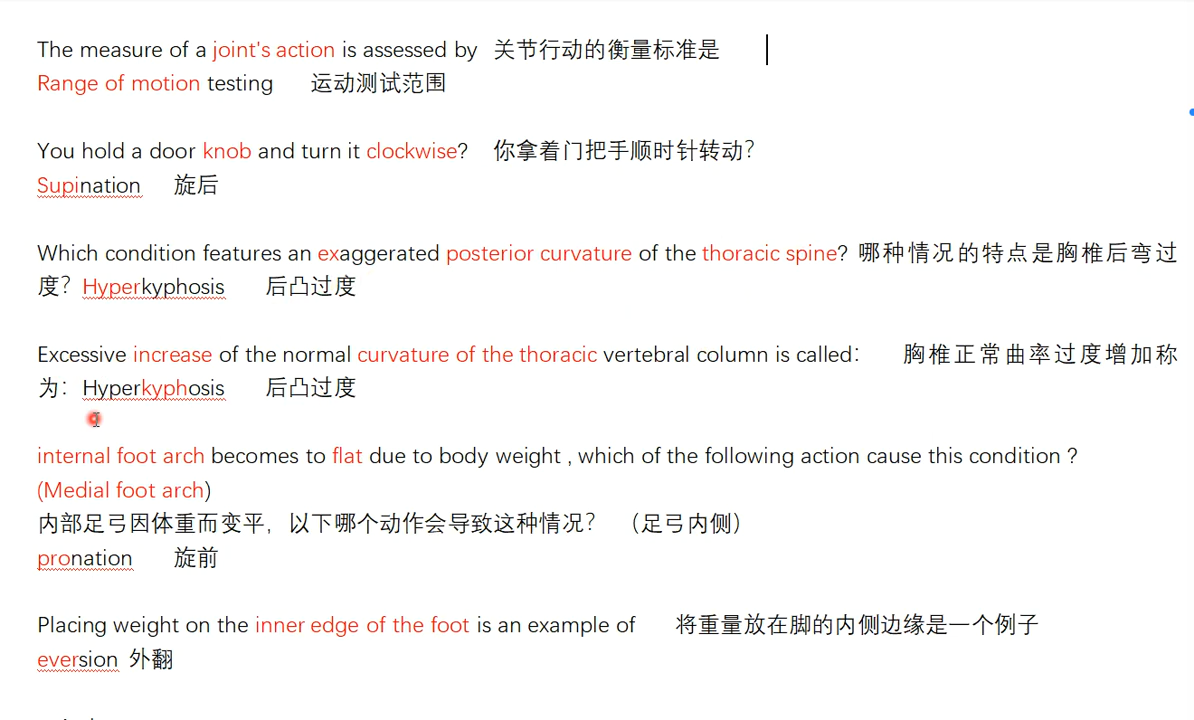 The measure of a joint's action is assessed by 关节行动的衡量标准是
Range of motion testing 运动测试范围
You hold a door knob and turn it clockwise? 你拿着门把手顺时针转动?
Supination 旋后
Which condition features an exaggerated posterior curvature of the thoracic spine? 哪种情况的特点是胸椎后弯过
度? Hyperkyphosis 后凸过度
Excessive increase of the normal curvature of the thoracic vertebral column is called: 胸椎正常曲率过度增加称
为: Hyperkyphosis 后凸过度
internal foot arch becomes to flat due to body weight , which of the following action cause this condition ?
(Medial foot arch)
内部足弓因体重而变平，以下哪个动作会导致这种情况? （足弓内侧）
pronation 旋前
Placing weight on the inner edge of the foot is an example of 将重量放在脚的内侧边缘是一个例子
eversion 外翻